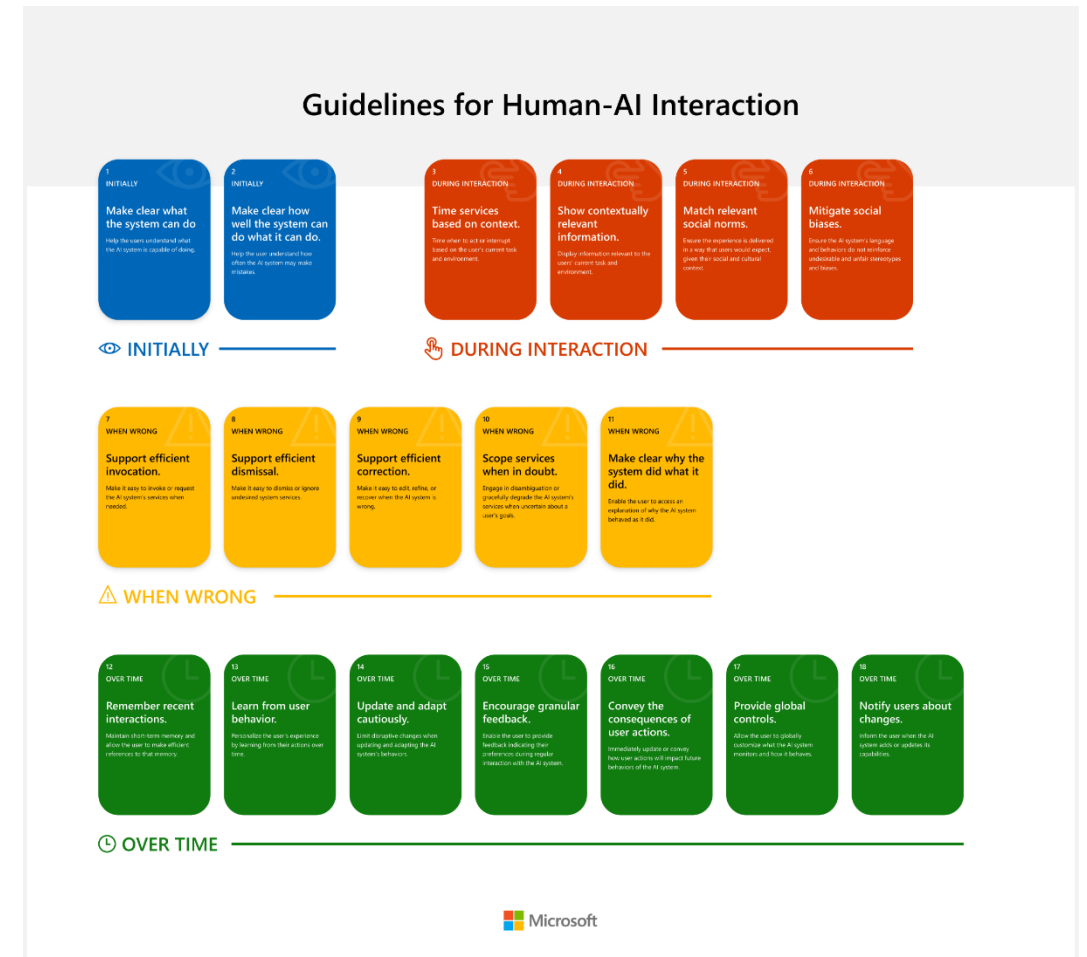 Guidelines for Human-AI Interaction
1
INITIALLY
Make clear what
the system can do
Help the users understand what
the AI system is capable of doing.
2
INITIALLY
Make clear how
well the system can
do what it can do.
Help the user understand how
often the AI system may make
mistakes
3
DURING INTERACTION
Time services
based on context.
Time when to act or interrupt
based on the user's current task
and environment.
4
DURING INTERACTION
Show contextually
relevant
information.
Display information relevant to the
users' current task and
environment.
5
DURING INTERACTION
Match relevant
social norms.
Ensure the experience is delivered
in a way that users would expect,
given their social and cultural
context.
6
DURING INTERACTION
Mitigate social
biases.
Ensure the AI system's language
and behaviors do not reinforce
undesirable and unfair stereotypes
and biases.
INITIALLY
DURING INTERACTION
7
WHEN WRONG
Support efficient
invocation.
Make it easy to invoke or request
the AI system's services when
needed.
8
WHEN WRONG
Support efficient
dismissal.
Make it easy to dismiss or ignore
undesired system services.
9
WHEN WRONG
Support efficient
correction.
Make it easy to edit, refine, or
recover when the AI system is
wrong.
10
WHEN WRONG
Scope services
when in doubt.
Engage in disambiguation or
gracefully degrade the AI system's
services when uncertain about a
user's goals.
11
WHEN WRONG
Make clear why the
system did what it
did.
Enable the user to access an
explanation of why the AI system
behaved as it did.
WHEN WRONG
12
OVER TIME
Remember recent
interactions.
Maintain short-term memory and
allow the user to make efficient
references to that memory.
13
OVER TIME
Learn from user
behavior.
Personalize the user's experience
by learning from their actions over
time.
14
OVER TIME
Update and adapt
cautiously.
Limit disruptive changes when
updating and adapting the AI
system's behaviors.
15
OVER TIME
Encourage granular
feedback.
Enable the user to provide
feedback indicating their
preferences during regular
interaction with the AI system.
16
OVER TIME
Convey the
consequences of
user actions.
Immediately update or convey
how user actions will impact future
behaviors of the AI system.
17
OVER TIME
Provide global
controls.
Allow the user to globally
customize what the AI system
monitors and how it behaves.
18
OVER TIME
Notify users about
changes.
Inform the user when the AI
system adds or updates its
capabilities.
OVER TIME
Microsoft